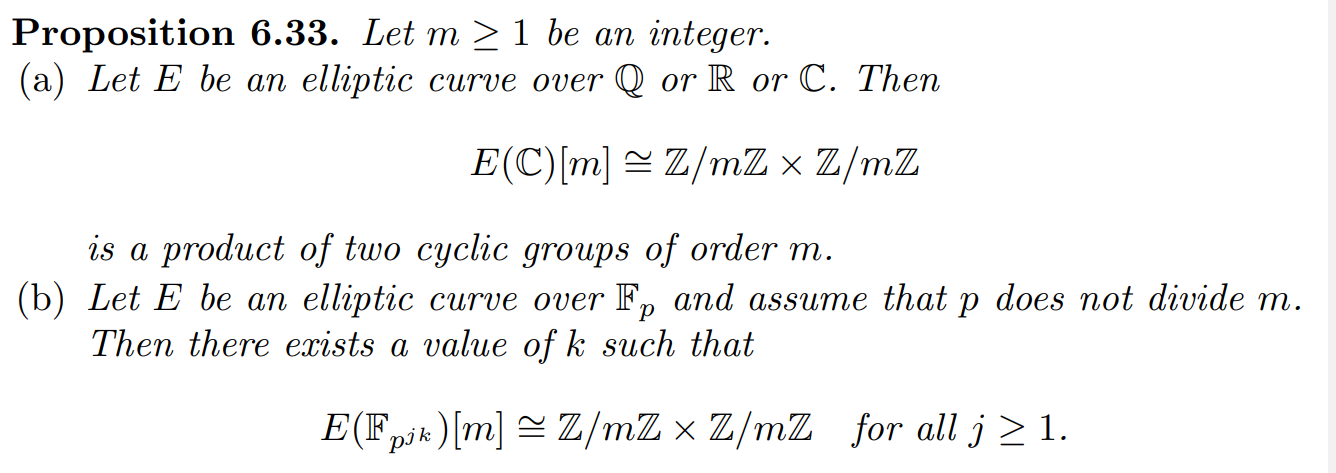 Proposition 6.33. Let m ≥ 1 be an integer.
(a) Let E be an elliptic curve over ℚ or ℝ or ℂ. Then
E(ℂ)[m] ≅ ℤ/mℤ × ℤ/mℤ
is a product of two cyclic groups of order m.
(b) Let E be an elliptic curve over 𝔽_p and assume that p does not divide m.
Then there exists a value of k such that
E(𝔽_{p^{jk}})[m] ≅ ℤ/mℤ × ℤ/mℤ for all j ≥ 1.